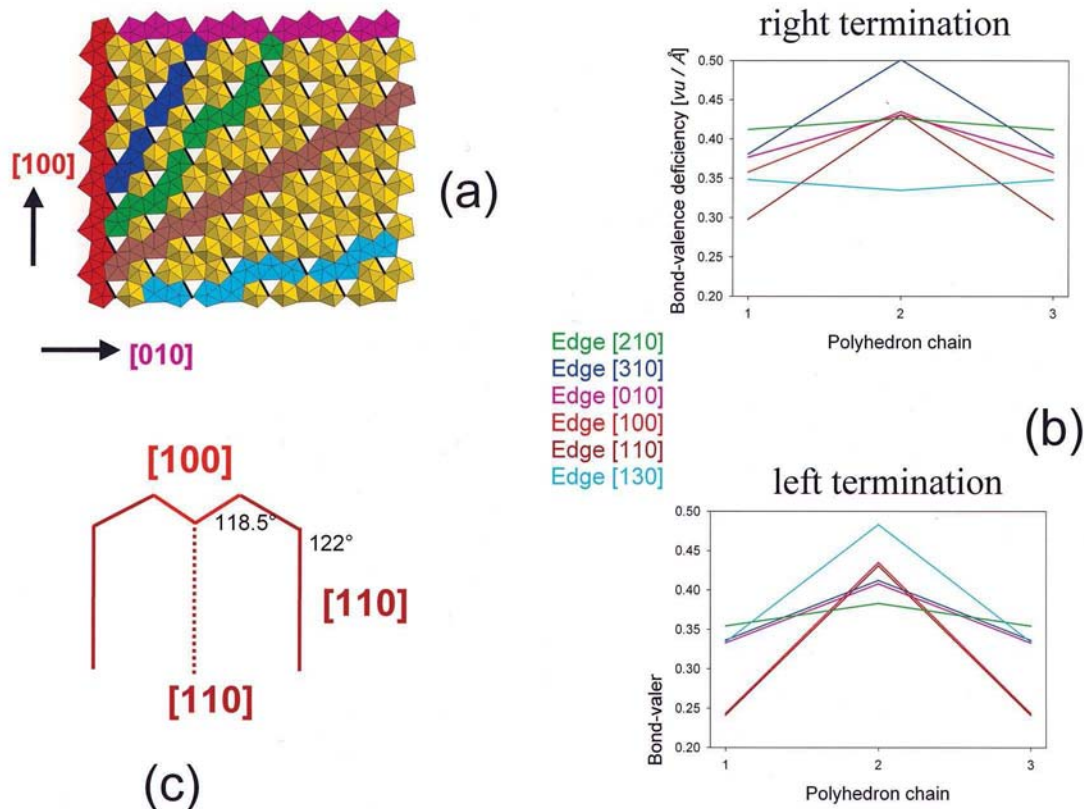 [100]
[010]
(a)
right termination
Bond-valence deficiency [vu / Å]
0.50
0.45
0.40
0.35
0.30
0.25
0.20
1
2
3
Polyhedron chain
Edge [210]
Edge [310]
Edge [010]
Edge [100]
Edge [110]
Edge [130]
(b)
left termination
Bond-valer
0.50
0.45
0.40
0.35
0.30
0.25
0.20
1
2
3
Polyhedron chain
[100]
118.5°
122°
[110]
[110]
(c)